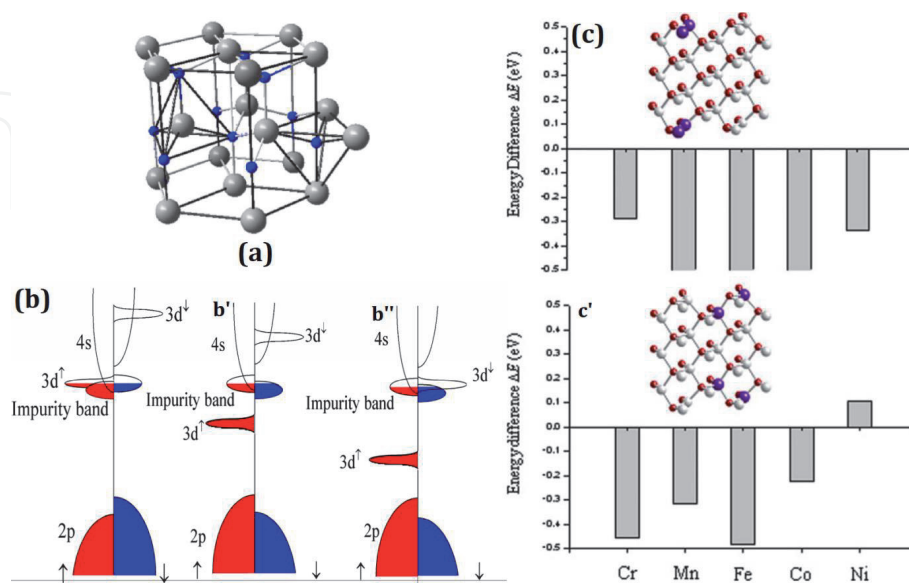 (a)
(b)
b'
b''
4s
3d↓
3d↑
Impurity band
2p
↑
↓
3d↓
Impurity band
3d↑
2p
↑
↓
3d↓
Impurity band
3d↑
2p
↑
↓
(c)
Energy Difference ΔE (eV)
0.5
0.4
0.3
0.2
0.1
0.0
-0.1
-0.2
-0.3
-0.4
-0.5
c'
Energy difference ΔE (eV)
0.5
0.4
0.3
0.2
0.1
0.0
-0.1
-0.2
-0.3
-0.4
-0.5
Cr Mn Fe Co Ni